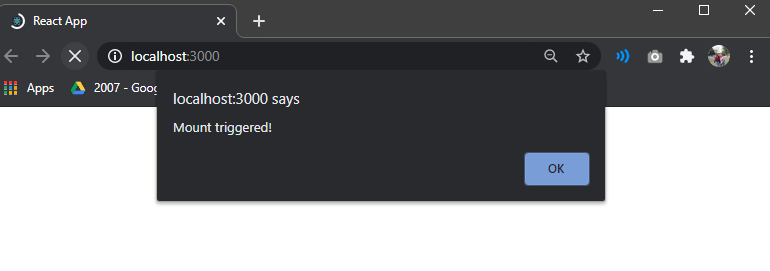 React App
localhost:3000
Apps
2007 - Goog
localhost:3000 says
Mount triggered!
OK